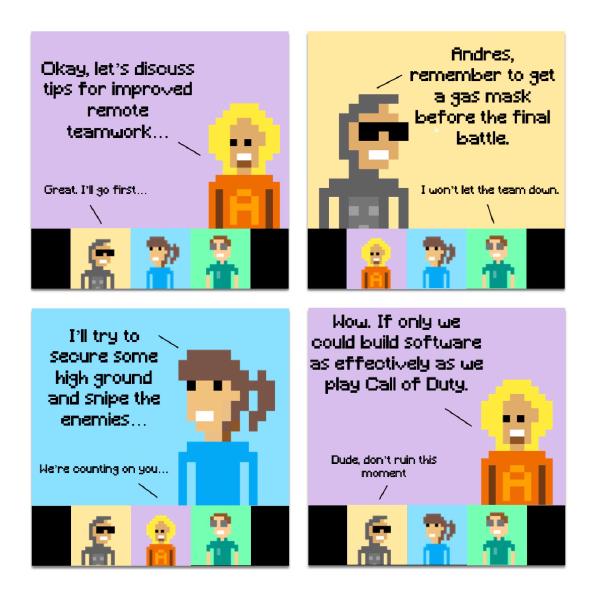 Okay, let's discuss
tips for improved
remote
teamwork...
Great. I'll go first...
Andres,
remember to get
a gas mask
before the final
battle.
I won't let the team down.
I'll try to
secure some
high ground
and snipe the
enemies...
We're counting on you...
Wow. If only we
could build software
as effectively as we
play Call of Duty.
Dude, don't ruin this
moment